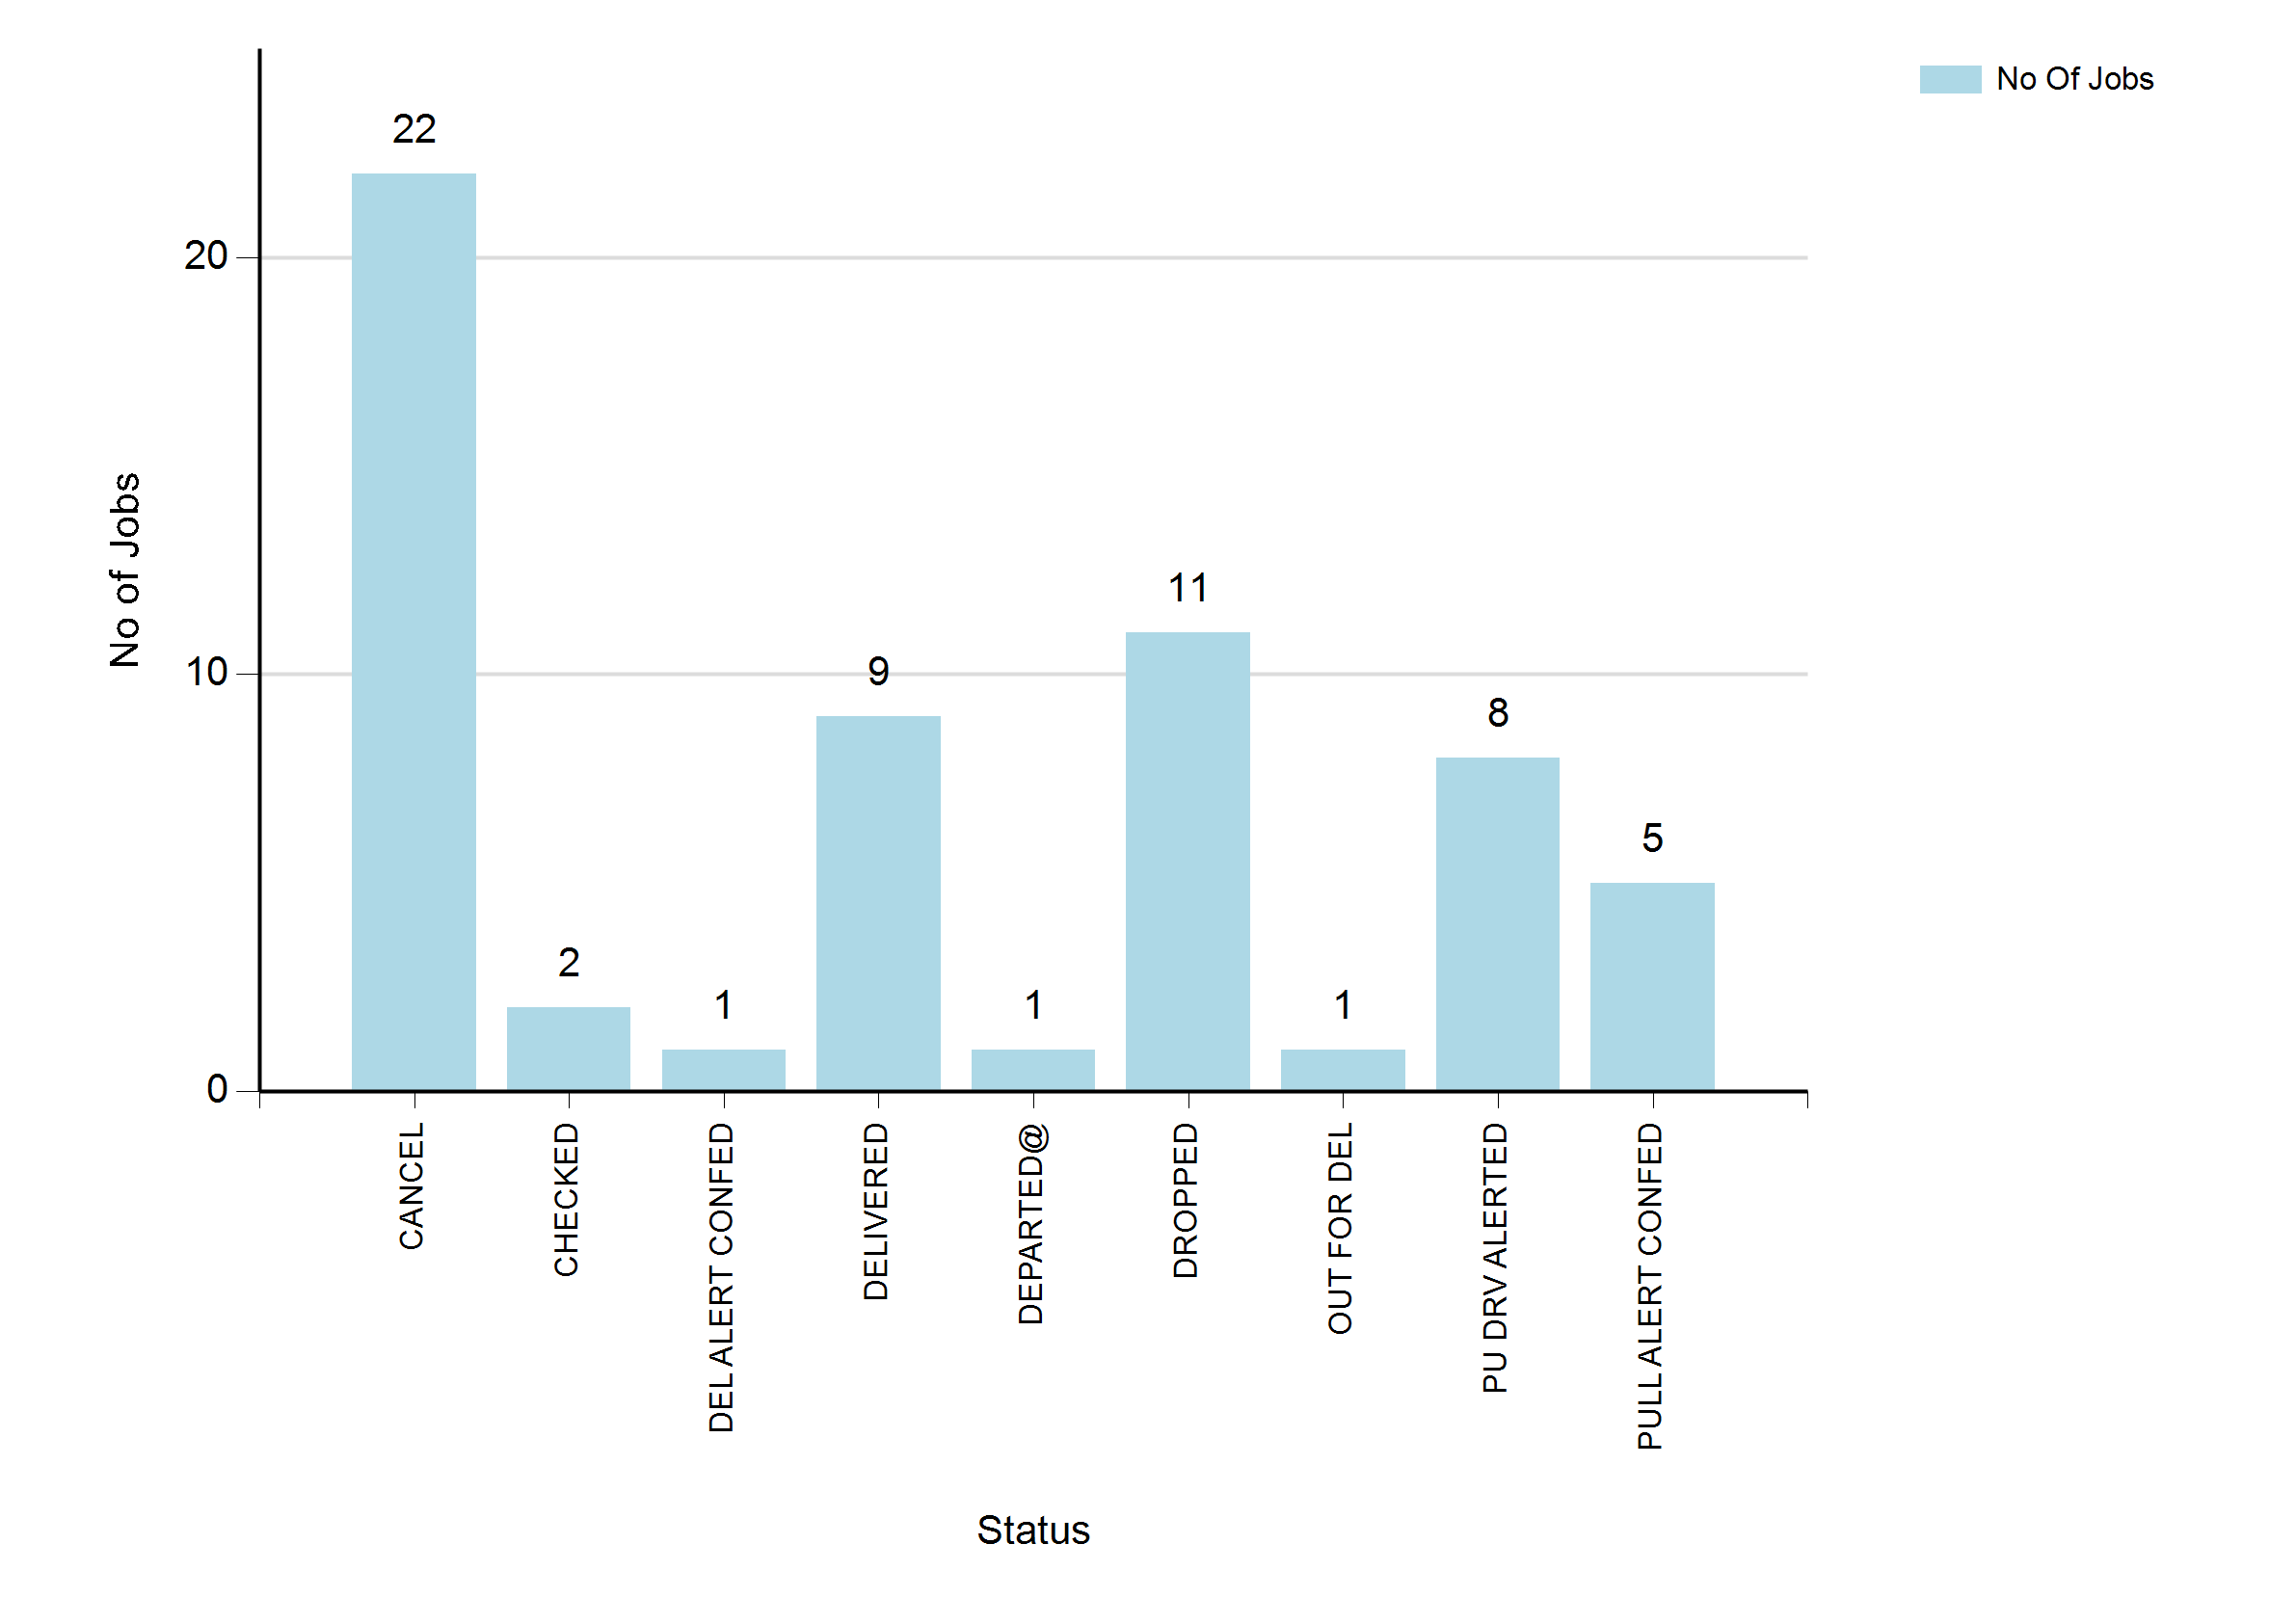 No Of Jobs
22
20
No of Jobs
11
10
9
8
5
2
1
1
1
0
CANCEL
CHECKED
DEL ALERT CONFED
DELIVERED
DEPARTED@
DROPPED
OUT FOR DEL
PU DRV ALERTED
PULL ALERT CONFED
Status